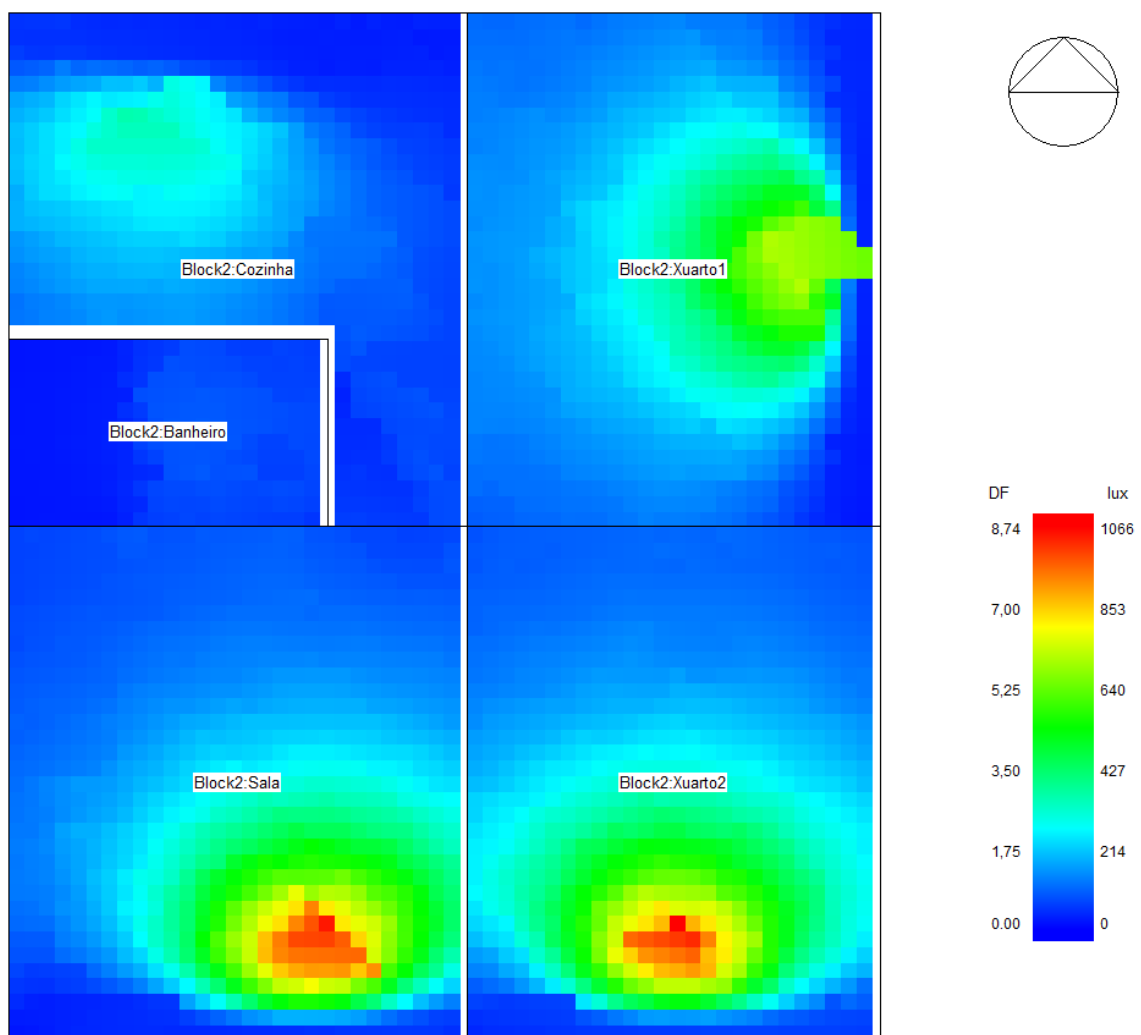 Block2:Cozinha
Block2:Xuarto1
Block2:Banheiro
DF lux
8,74 1066
7,00 853
5,25 640
3,50 427
1,75 214
0.00 0
Block2:Sala
Block2:Xuarto2